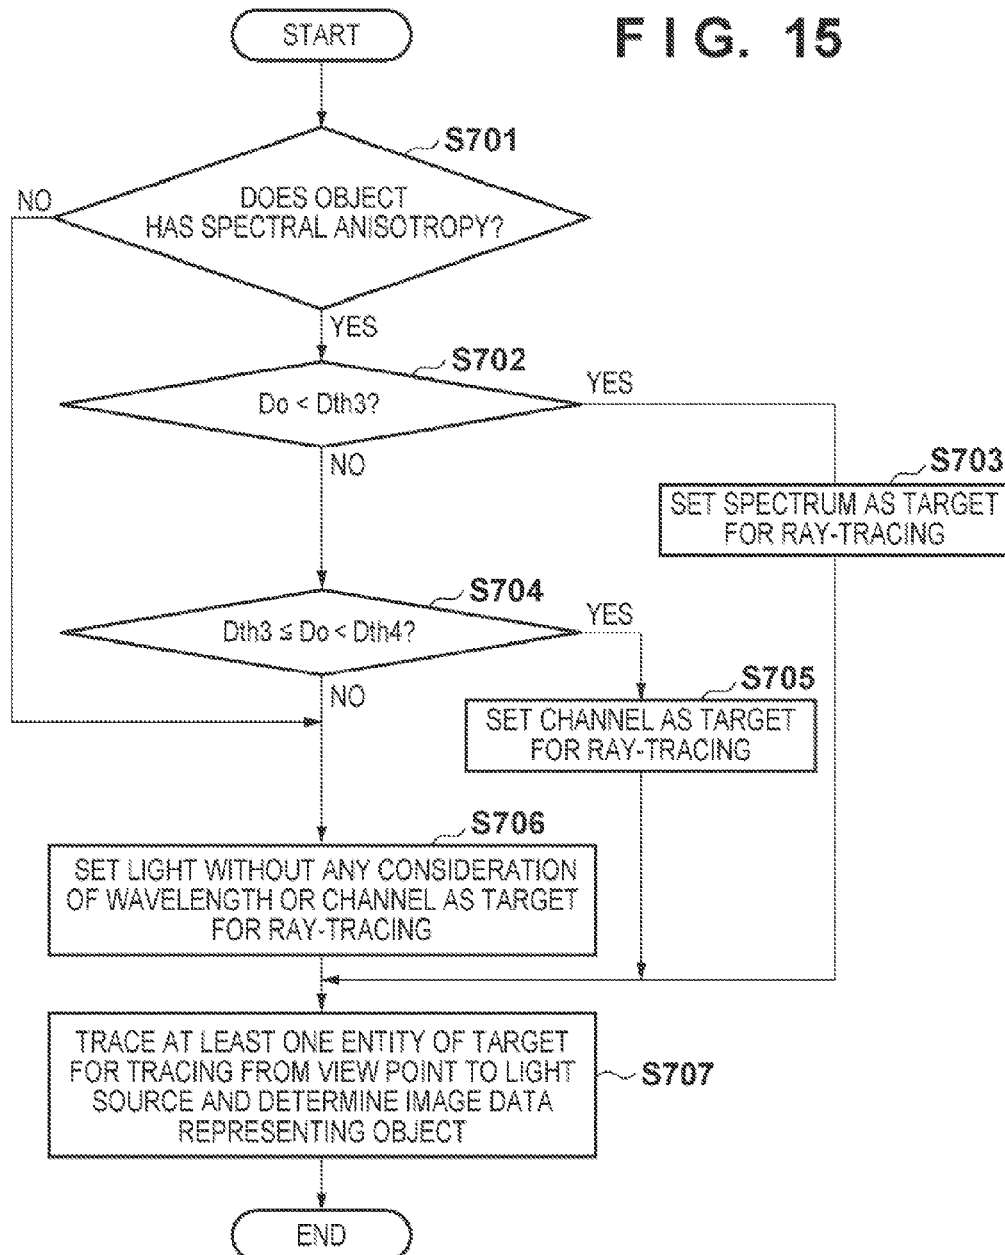 START
FIG. 15
S701
DOES OBJECT
HAS SPECTRAL ANISOTROPY?
NO
YES
S702
Do < Dth3?
YES
NO
S703
SET SPECTRUM AS TARGET
FOR RAY-TRACING
S704
Dth3 ≤ Do < Dth4?
YES
NO
S705
SET CHANNEL AS TARGET
FOR RAY-TRACING
S706
SET LIGHT WITHOUT ANY CONSIDERATION
OF WAVELENGTH OR CHANNEL AS TARGET
FOR RAY-TRACING
TRACE AT LEAST ONE ENTITY OF TARGET
FOR TRACING FROM VIEW POINT TO LIGHT
SOURCE AND DETERMINE IMAGE DATA
REPRESENTING OBJECT
S707
END